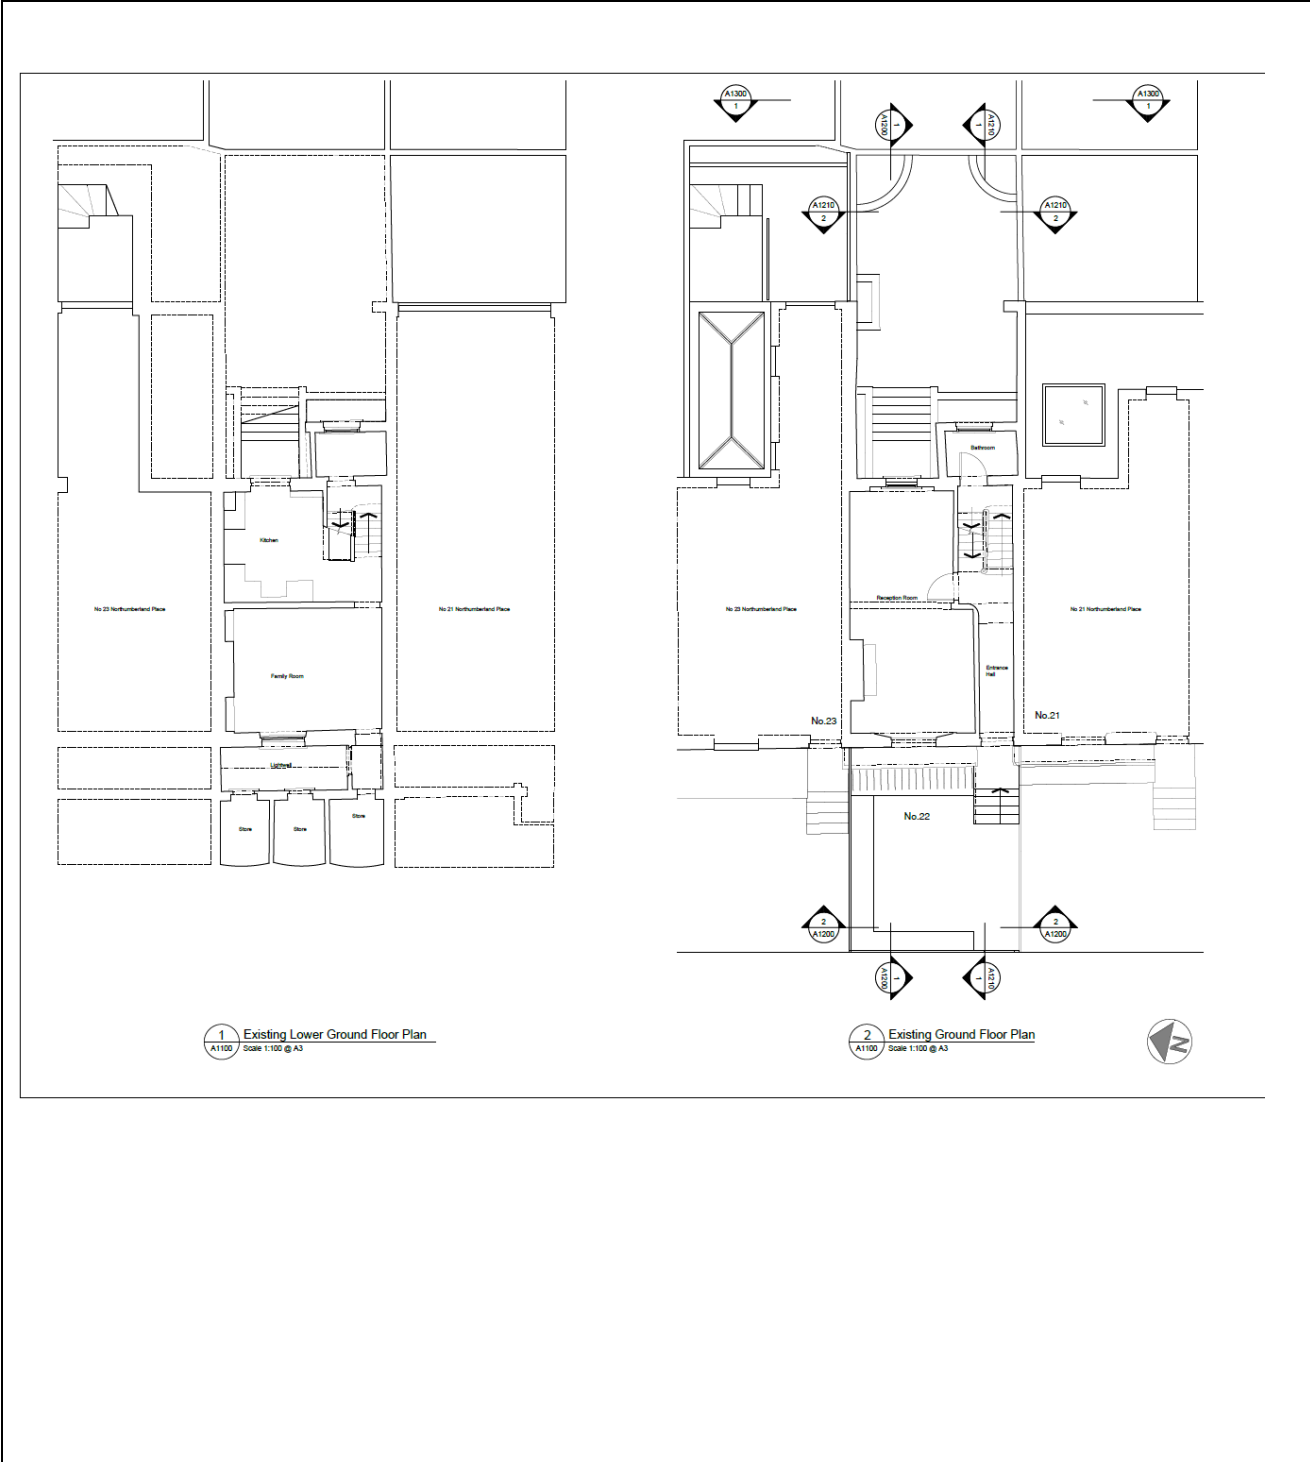 A1300
1
A1300
1
A1200
1
A1210
1
A1210
2
A1210
2
Bathroom
Kitchen
Reception Room
No 23 Northumberland Place
No 21 Northumberland Place
No 23 Northumberland Place
No 21 Northumberland Place
Family Room
Entrance
Hall
No.23
No.21
Lightwell
Store
Store
Store
No.22
2
A1200
2
A1200
A1200
1
A1210
1
1
A1100
Existing Lower Ground Floor Plan
Scale 1:100 @ A3
2
A1100
Existing Ground Floor Plan
Scale 1:100 @ A3
N